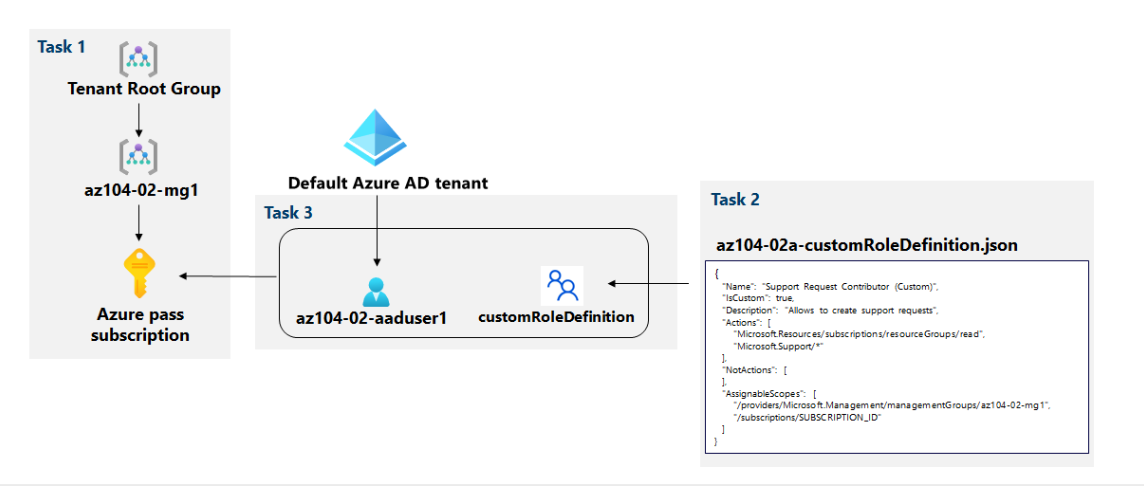 Task 1
Tenant Root Group
az104-02-mg1
Azure pass
subscription
Default Azure AD tenant
Task 3
az104-02-aaduser1
customRoleDefinition
Task 2
az104-02a-customRoleDefinition.json
{
"Name": "Support Request Contributor (Custom)",
"IsCustom": true,
"Description": "Allows to create support requests",
"Actions": [
"Microsoft.Resources/subscriptions/resourceGroups/read",
"Microsoft.Support/*"
],
"NotActions": [
],
"AssignableScopes": [
"/providers/Microsoft.Management/managementGroups/az104-02-mg1",
"/subscriptions/SUBSCRIPTION_ID"
]
}